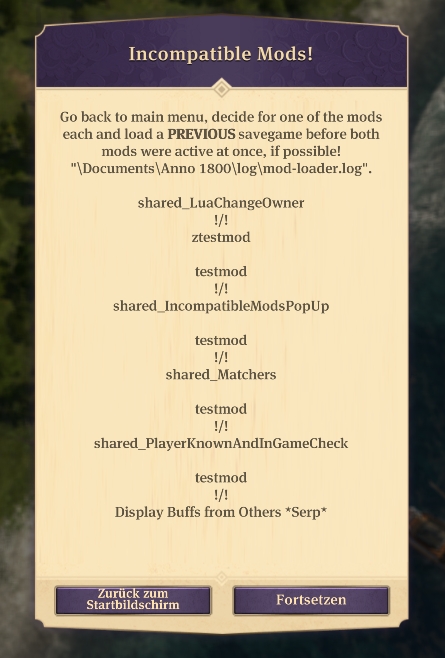 Incompatible Mods!
Go back to main menu, decide for one of the mods
each and load a PREVIOUS savegame before both
mods were active at once, if possible!
"\Documents\Anno 1800\log\mod-loader.log".
shared_LuaChangeOwner
!/!
ztestmod
testmod
!/!
shared_IncompatibleModsPopUp
testmod
!/!
shared_Matchers
testmod
!/!
shared_PlayerKnownAndInGameCheck
testmod
!/!
Display Buffs from Others *Serp*
Zurück zum
Startbildschirm
Fortsetzen